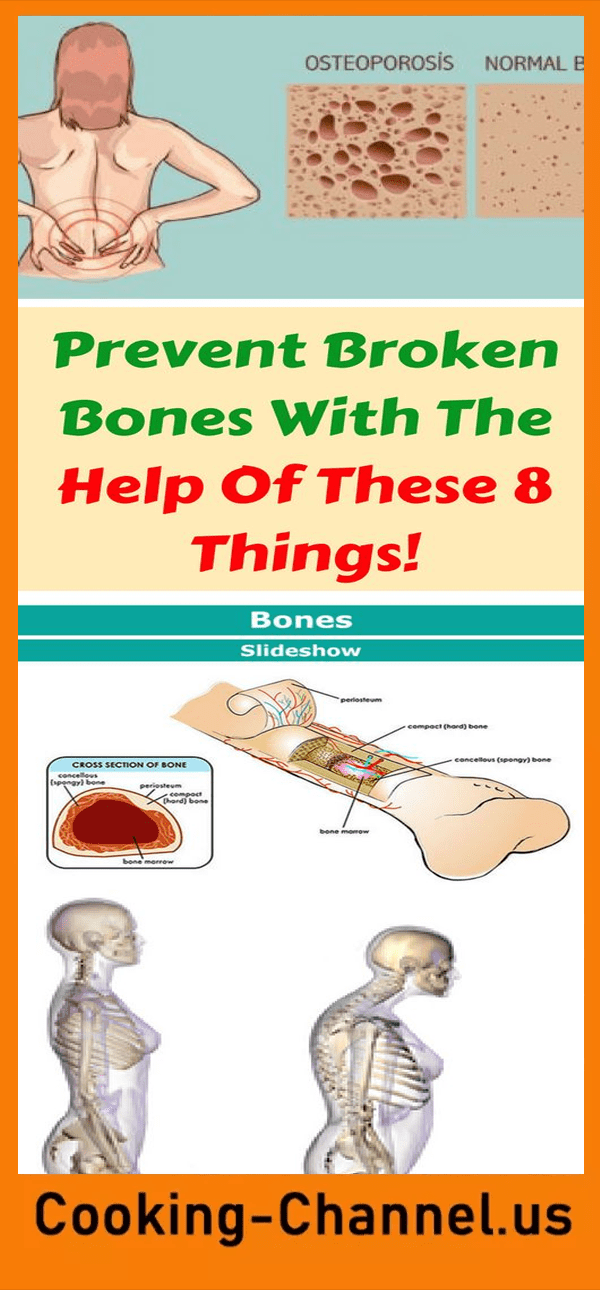 OSTEOPOROSİS NORMAL B
Prevent Broken
Bones With The
Help Of These 8
Things!
Bones
Slideshow
periosteum
compact (hard) bone
cancellous (spongy) bone
bone marrow
CROSS SECTION OF BONE
cancellous
(spongy) bone
periosteum
compact
(hard) bone
bone marrow
Cooking-Channel.us